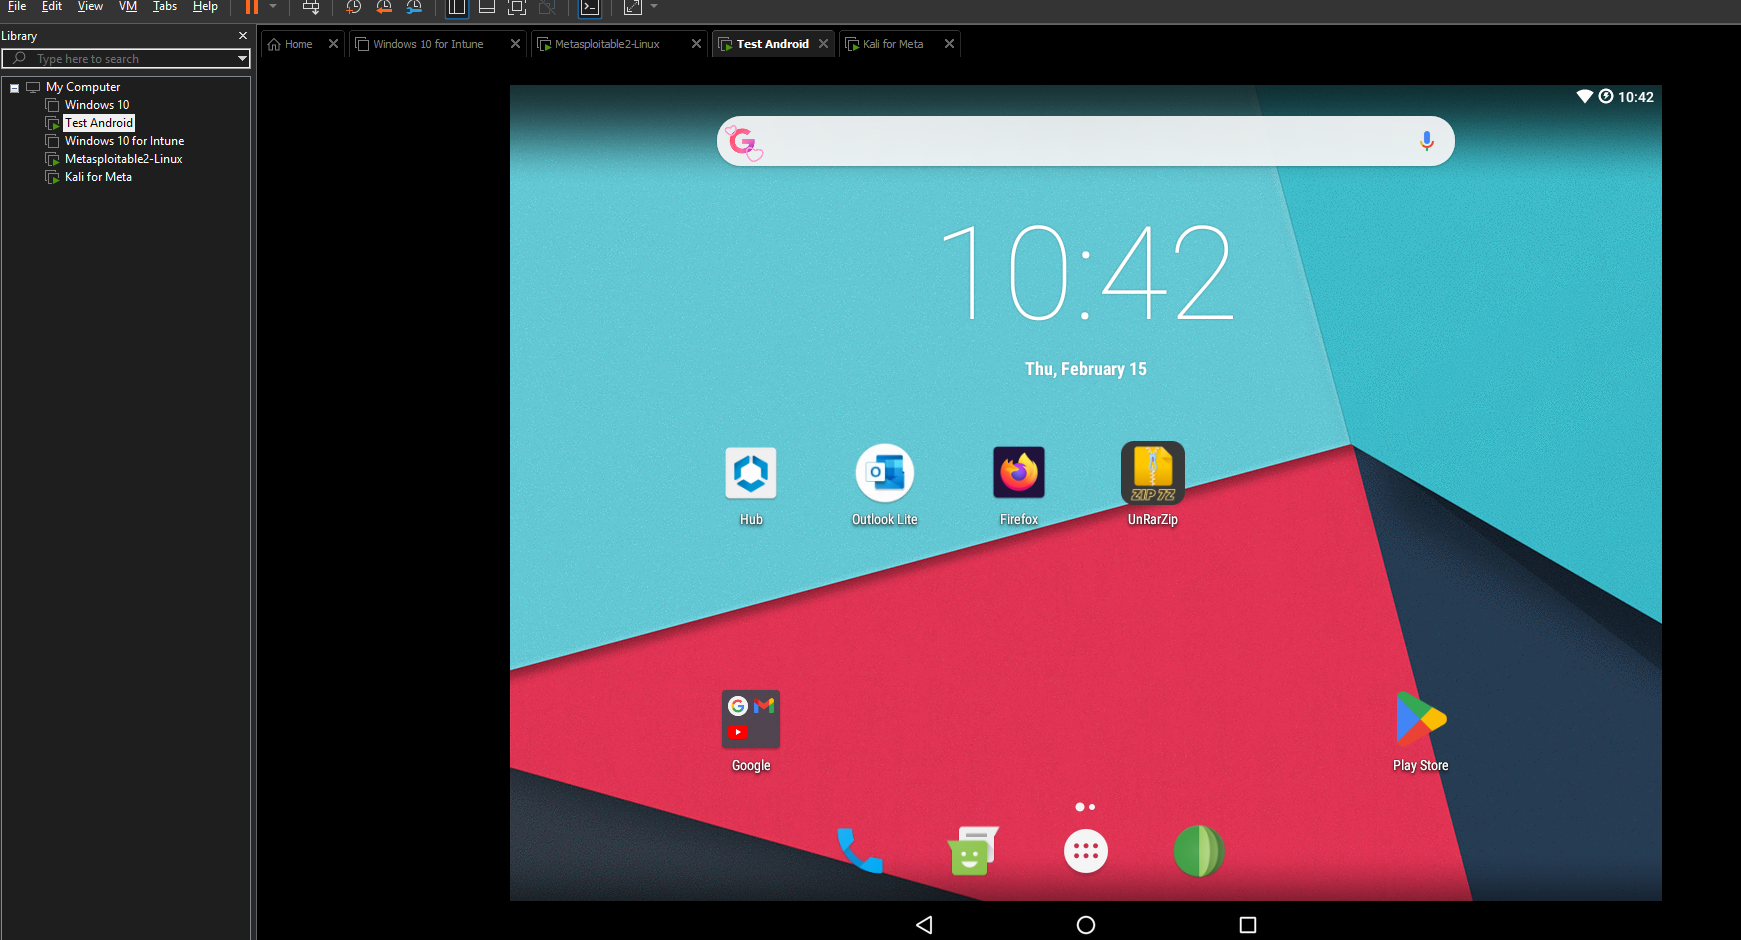 File Edit View VM Tabs Help
Library
Type here to search
My Computer
Windows 10
Test Android
Windows 10 for Intune
Metasploitable2-Linux
Kali for Meta
Home
Windows 10 for Intune
Metasploitable2-Linux
Test Android
Kali for Meta
10:42
G
10:42
Thu, February 15
Hub
Outlook Lite
Firefox
ZIP 7Z
UnRarZip
Google
Play Store